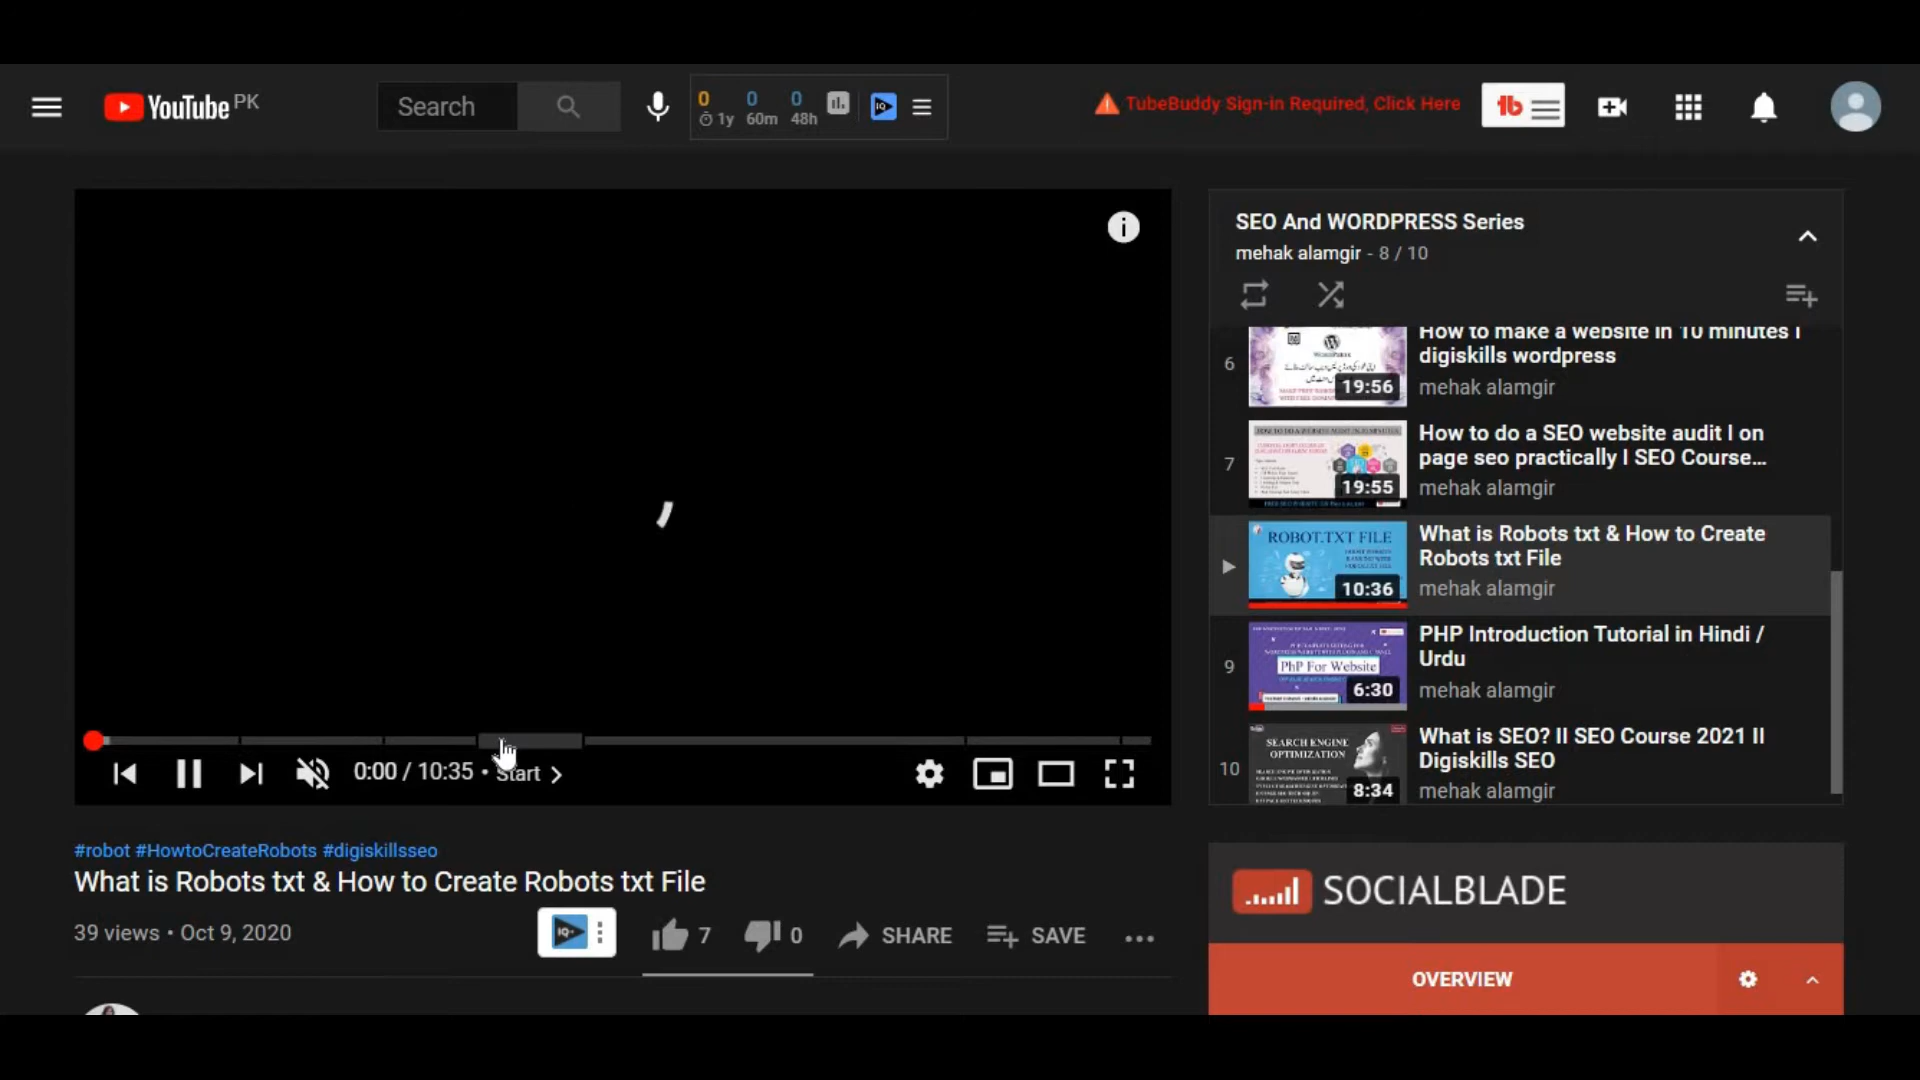 YouTube PK
Search
0 0 0
1y 60m 48h
TubeBuddy Sign-in Required, Click Here
SEO And WORDPRESS Series
mehak alamgir - 8 / 10
6
19:56
How to make a website in 10 minutes I
digiskills wordpress
mehak alamgir
7
19:55
How to do a SEO website audit I on
page seo practically I SEO Course...
mehak alamgir
ROBOT.TXT FILE
10:36
What is Robots txt & How to Create
Robots txt File
mehak alamgir
9
PhP For Website
6:30
PHP Introduction Tutorial in Hindi /
Urdu
mehak alamgir
10
SEARCH ENGINE
OPTIMIZATION
8:34
What is SEO? II SEO Course 2021 II
Digiskills SEO
mehak alamgir
0:00 / 10:35 • Start
#robot #HowtoCreateRobots #digiskillsseo
What is Robots txt & How to Create Robots txt File
39 views • Oct 9, 2020
IQ
7
0
SHARE
SAVE
SOCIALBLADE
OVERVIEW